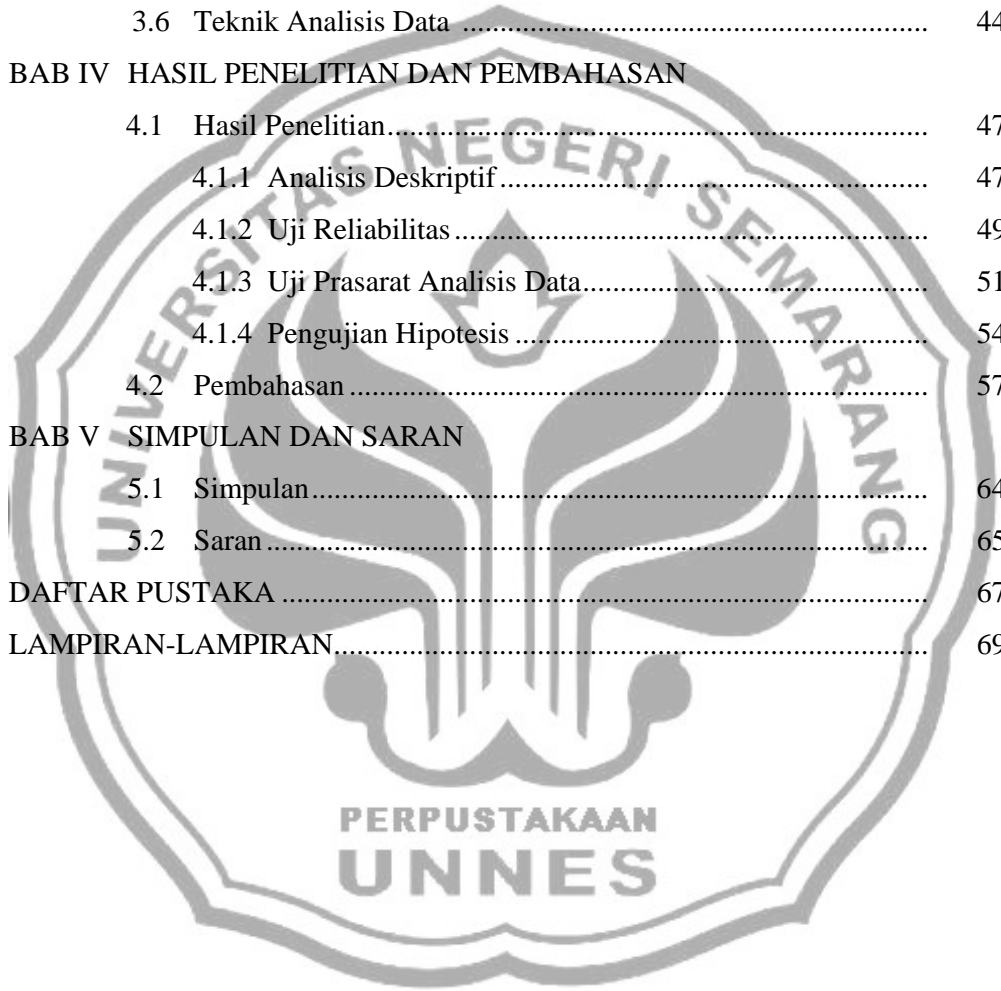 3.6 Teknik Analisis Data ........................................................................ 44
BAB IV HASIL PENELITIAN DAN PEMBAHASAN
4.1 Hasil Penelitian.................................................................................. 47
4.1.1 Analisis Deskriptif................................................................. 47
4.1.2 Uji Reliabilitas........................................................................ 49
4.1.3 Uji Prasarat Analisis Data..................................................... 51
4.1.4 Pengujian Hipotesis............................................................... 54
4.2 Pembahasan........................................................................................ 57
BAB V SIMPULAN DAN SARAN
5.1 Simpulan............................................................................................. 64
5.2 Saran.................................................................................................... 65
DAFTAR PUSTAKA.................................................................................................. 67
LAMPIRAN-LAMPIRAN.......................................................................................... 69
UNIVERSITAS NEGERI SEMARANG
PERPUSTAKAAN
UNNES